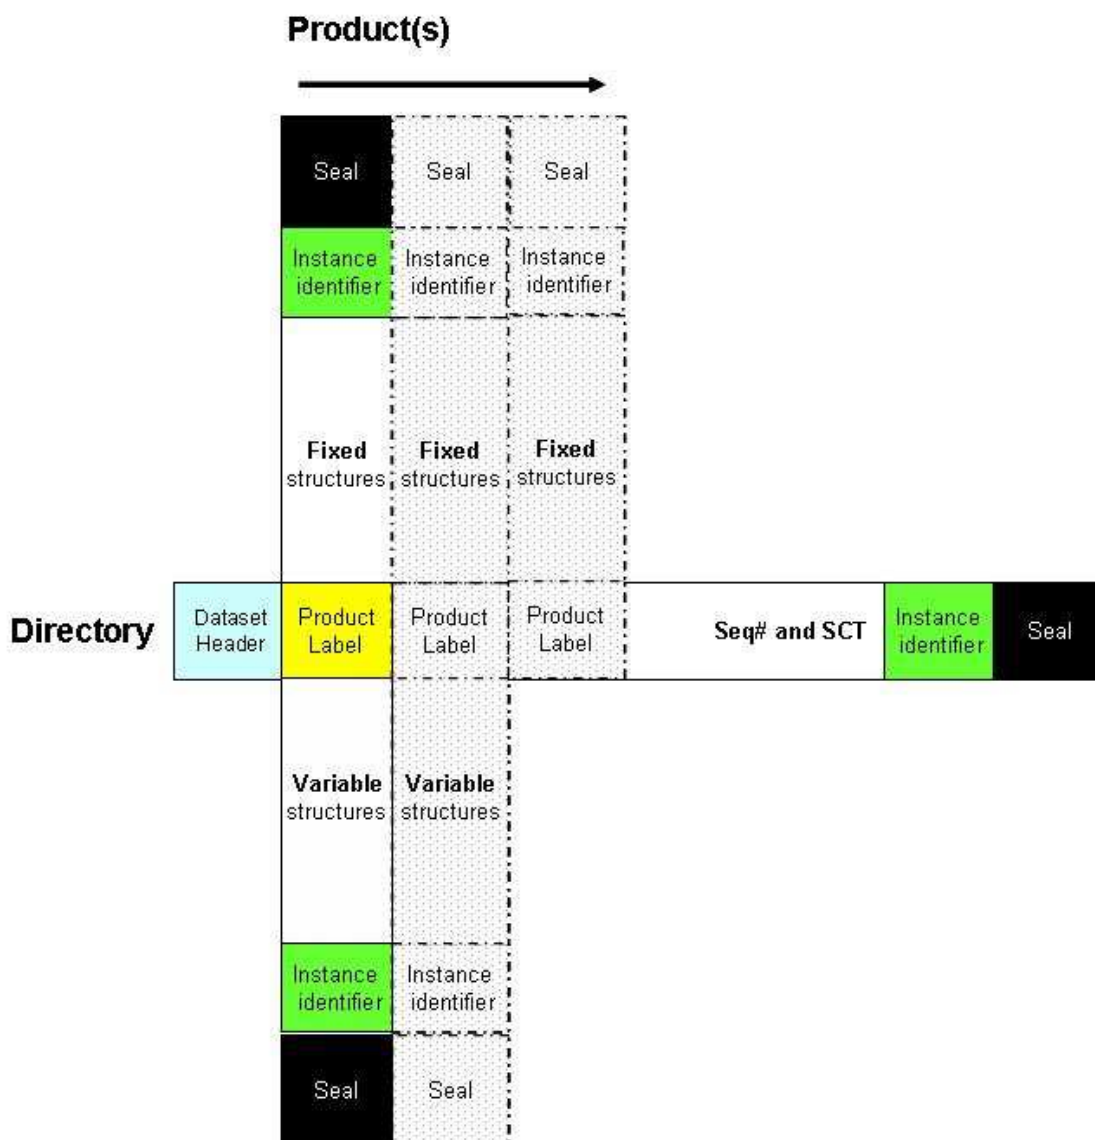 Product(s)
Seal Seal Seal
Instance Instance Instance
identifier identifier identifier
Fixed Fixed Fixed
structures structures structures
Directory
Dataset Product Product Product Seq# and SCT Instance Seal
Header Label Label Label identifier
Variable Variable
structures structures
Instance Instance
identifier identifier
Seal Seal